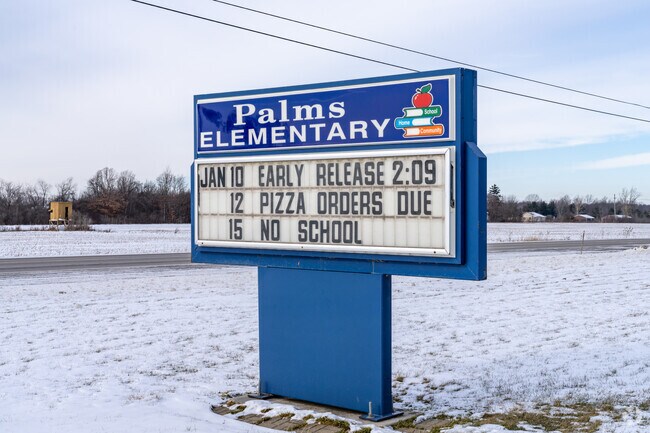 Palms
ELEMENTARY
School
Home
Community
JAN 10 EARLY RELEASE 2:09
12 PIZZA ORDERS DUE
15 NO SCHOOL